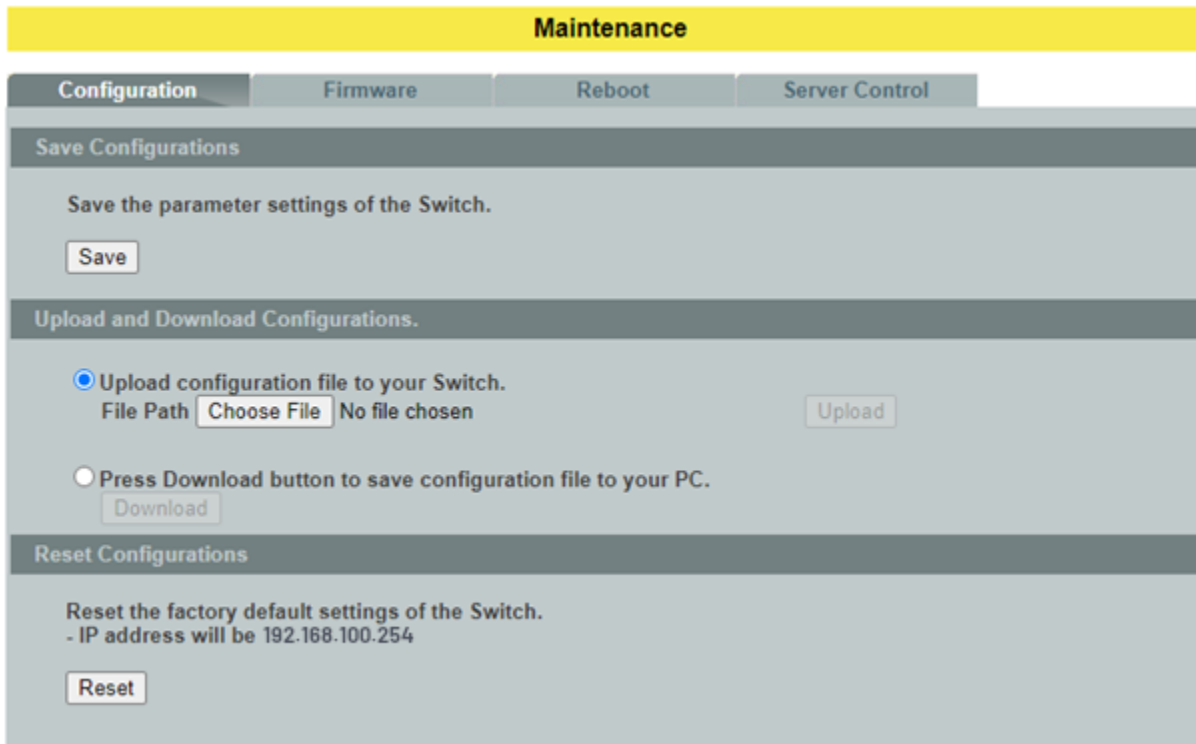 Maintenance
Configuration Firmware Reboot Server Control
Save Configurations
Save the parameter settings of the Switch.
Save
Upload and Download Configurations.
Upload configuration file to your Switch.
File Path Choose File No file chosen Upload
Press Download button to save configuration file to your PC.
Download
Reset Configurations
Reset the factory default settings of the Switch.
- IP address will be 192.168.100.254
Reset